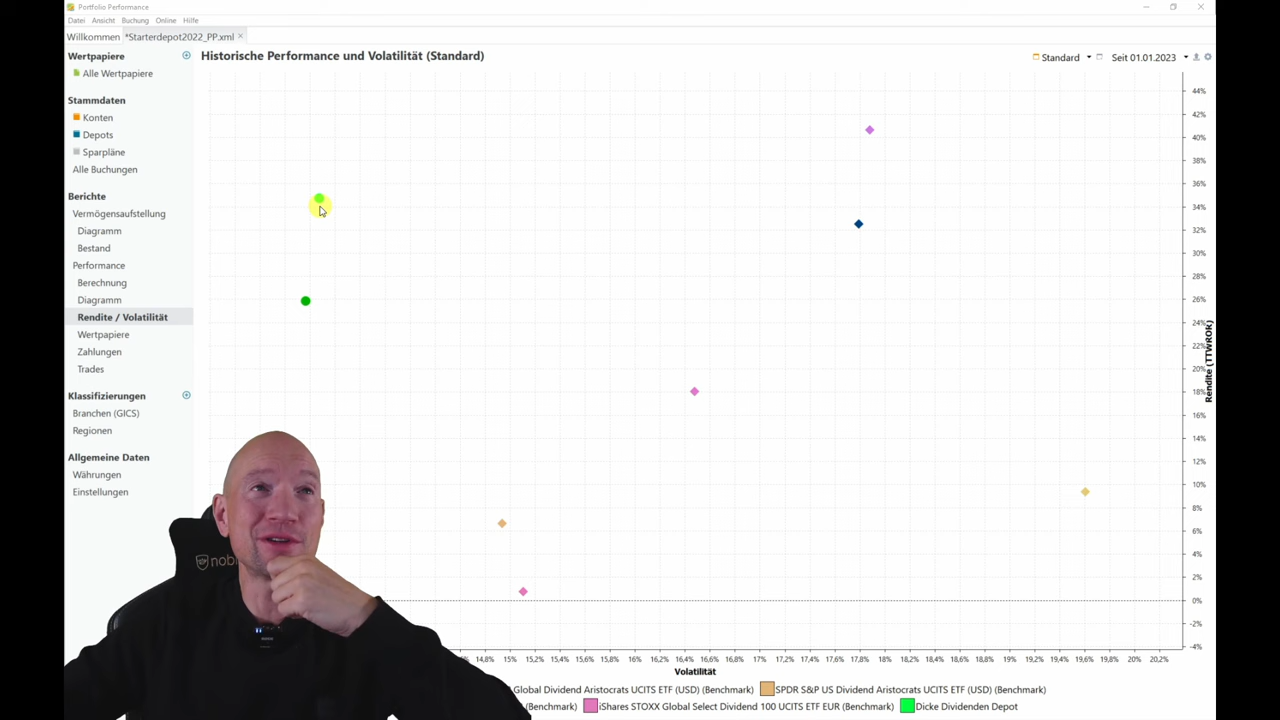 Portfolio Performance
Datei Ansicht Buchung Online Hilfe
Willkommen *Starterdepot2022_PP.xml
Wertpapiere
Alle Wertpapiere
Stammdaten
Konten
Depots
Sparpläne
Alle Buchungen
Berichte
Vermögensaufstellung
Diagramm
Bestand
Performance
Berechnung
Diagramm
Rendite / Volatilität
Wertpapiere
Zahlungen
Trades
Klassifizierungen
Branchen (GICS)
Regionen
Allgemeine Daten
Währungen
Einstellungen
Historische Performance und Volatilität (Standard)
Standard Seit 01.01.2023
44%
42%
40%
38%
36%
34%
32%
30%
28%
26%
24%
22%
20%
18%
16%
14%
12%
10%
8%
6%
4%
2%
0%
-2%
-4%
Rendite (TTWROR)
14,8% 15% 15,2% 15,4% 15,6% 15,8% 16% 16,2% 16,4% 16,6% 16,8% 17% 17,2% 17,4% 17,6% 17,8% 18% 18,2% 18,4% 18,6% 18,8% 19% 19,2% 19,4% 19,6% 19,8% 20% 20,2%
Volatilität
Global Dividend Aristocrats UCITS ETF (USD) (Benchmark) SPDR S&P US Dividend Aristocrats UCITS ETF (USD) (Benchmark)
(Benchmark) iShares STOXX Global Select Dividend 100 UCITS ETF EUR (Benchmark) Dicke Dividenden Depot